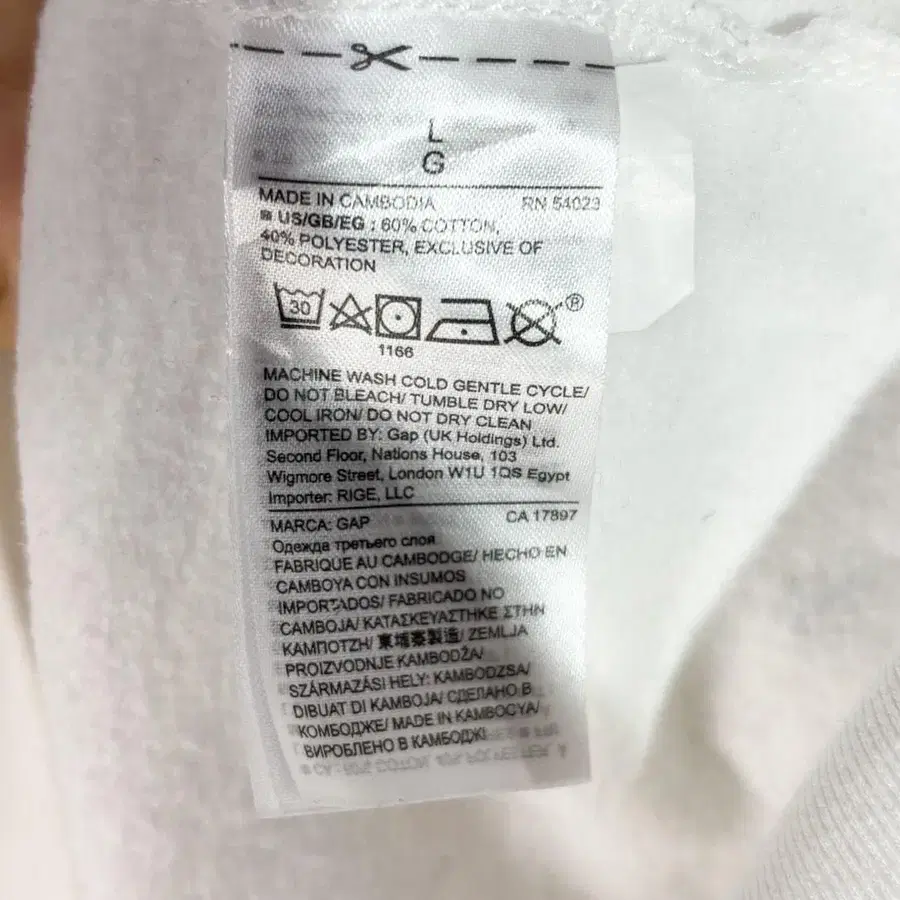 L
G
MADE IN CAMBODIA RN 54023
US/GB/EG : 60% COTTON,
40% POLYESTER, EXCLUSIVE OF
DECORATION
30
®
1166
MACHINE WASH COLD GENTLE CYCLE/
DO NOT BLEACH/ TUMBLE DRY LOW/
COOL IRON/ DO NOT DRY CLEAN
IMPORTED BY: Gap (UK Holdings) Ltd.
Second Floor, Nations House, 103
Wigmore Street, London W1U 1QS Egypt
Importer: RIGE, LLC
MARCA: GAP CA 17897
Одежда третьего слоя
FABRIQUE AU CAMBODGE/ HECHO EN
CAMBOYA CON INSUMOS
IMPORTADOS/ FABRICADO NO
CAMBOJA/ ΚΑΤΑΣΚΕΥΑΣΤΗΚΕ ΣΤΗΝ
ΚΑΜΠΟΤΖΗ/ 柬埔寨製造/ ZEMLJA
PROIZVODNJE KAMBODŽA/
SZÁRMAZÁSI HELY: KAMBODZSA/
DIBUAT DI KAMBOJA/ СДЕЛАНО В
КОМБОДЖЕ/ MADE IN KAMBOÇYA/
ВИРОБЛЕНО В КАМБОДЖІ